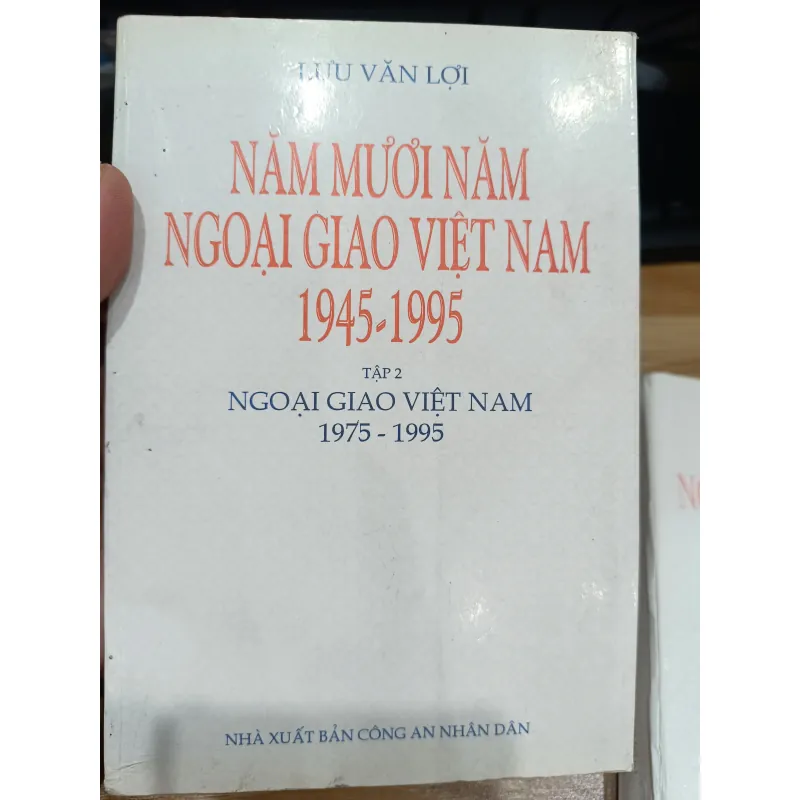 LƯU VĂN LỢI
NĂM MƯƠI NĂM
NGOẠI GIAO VIỆT NAM
1945-1995
TẬP 2
NGOẠI GIAO VIỆT NAM
1975 - 1995
NHÀ XUẤT BẢN CÔNG AN NHÂN DÂN